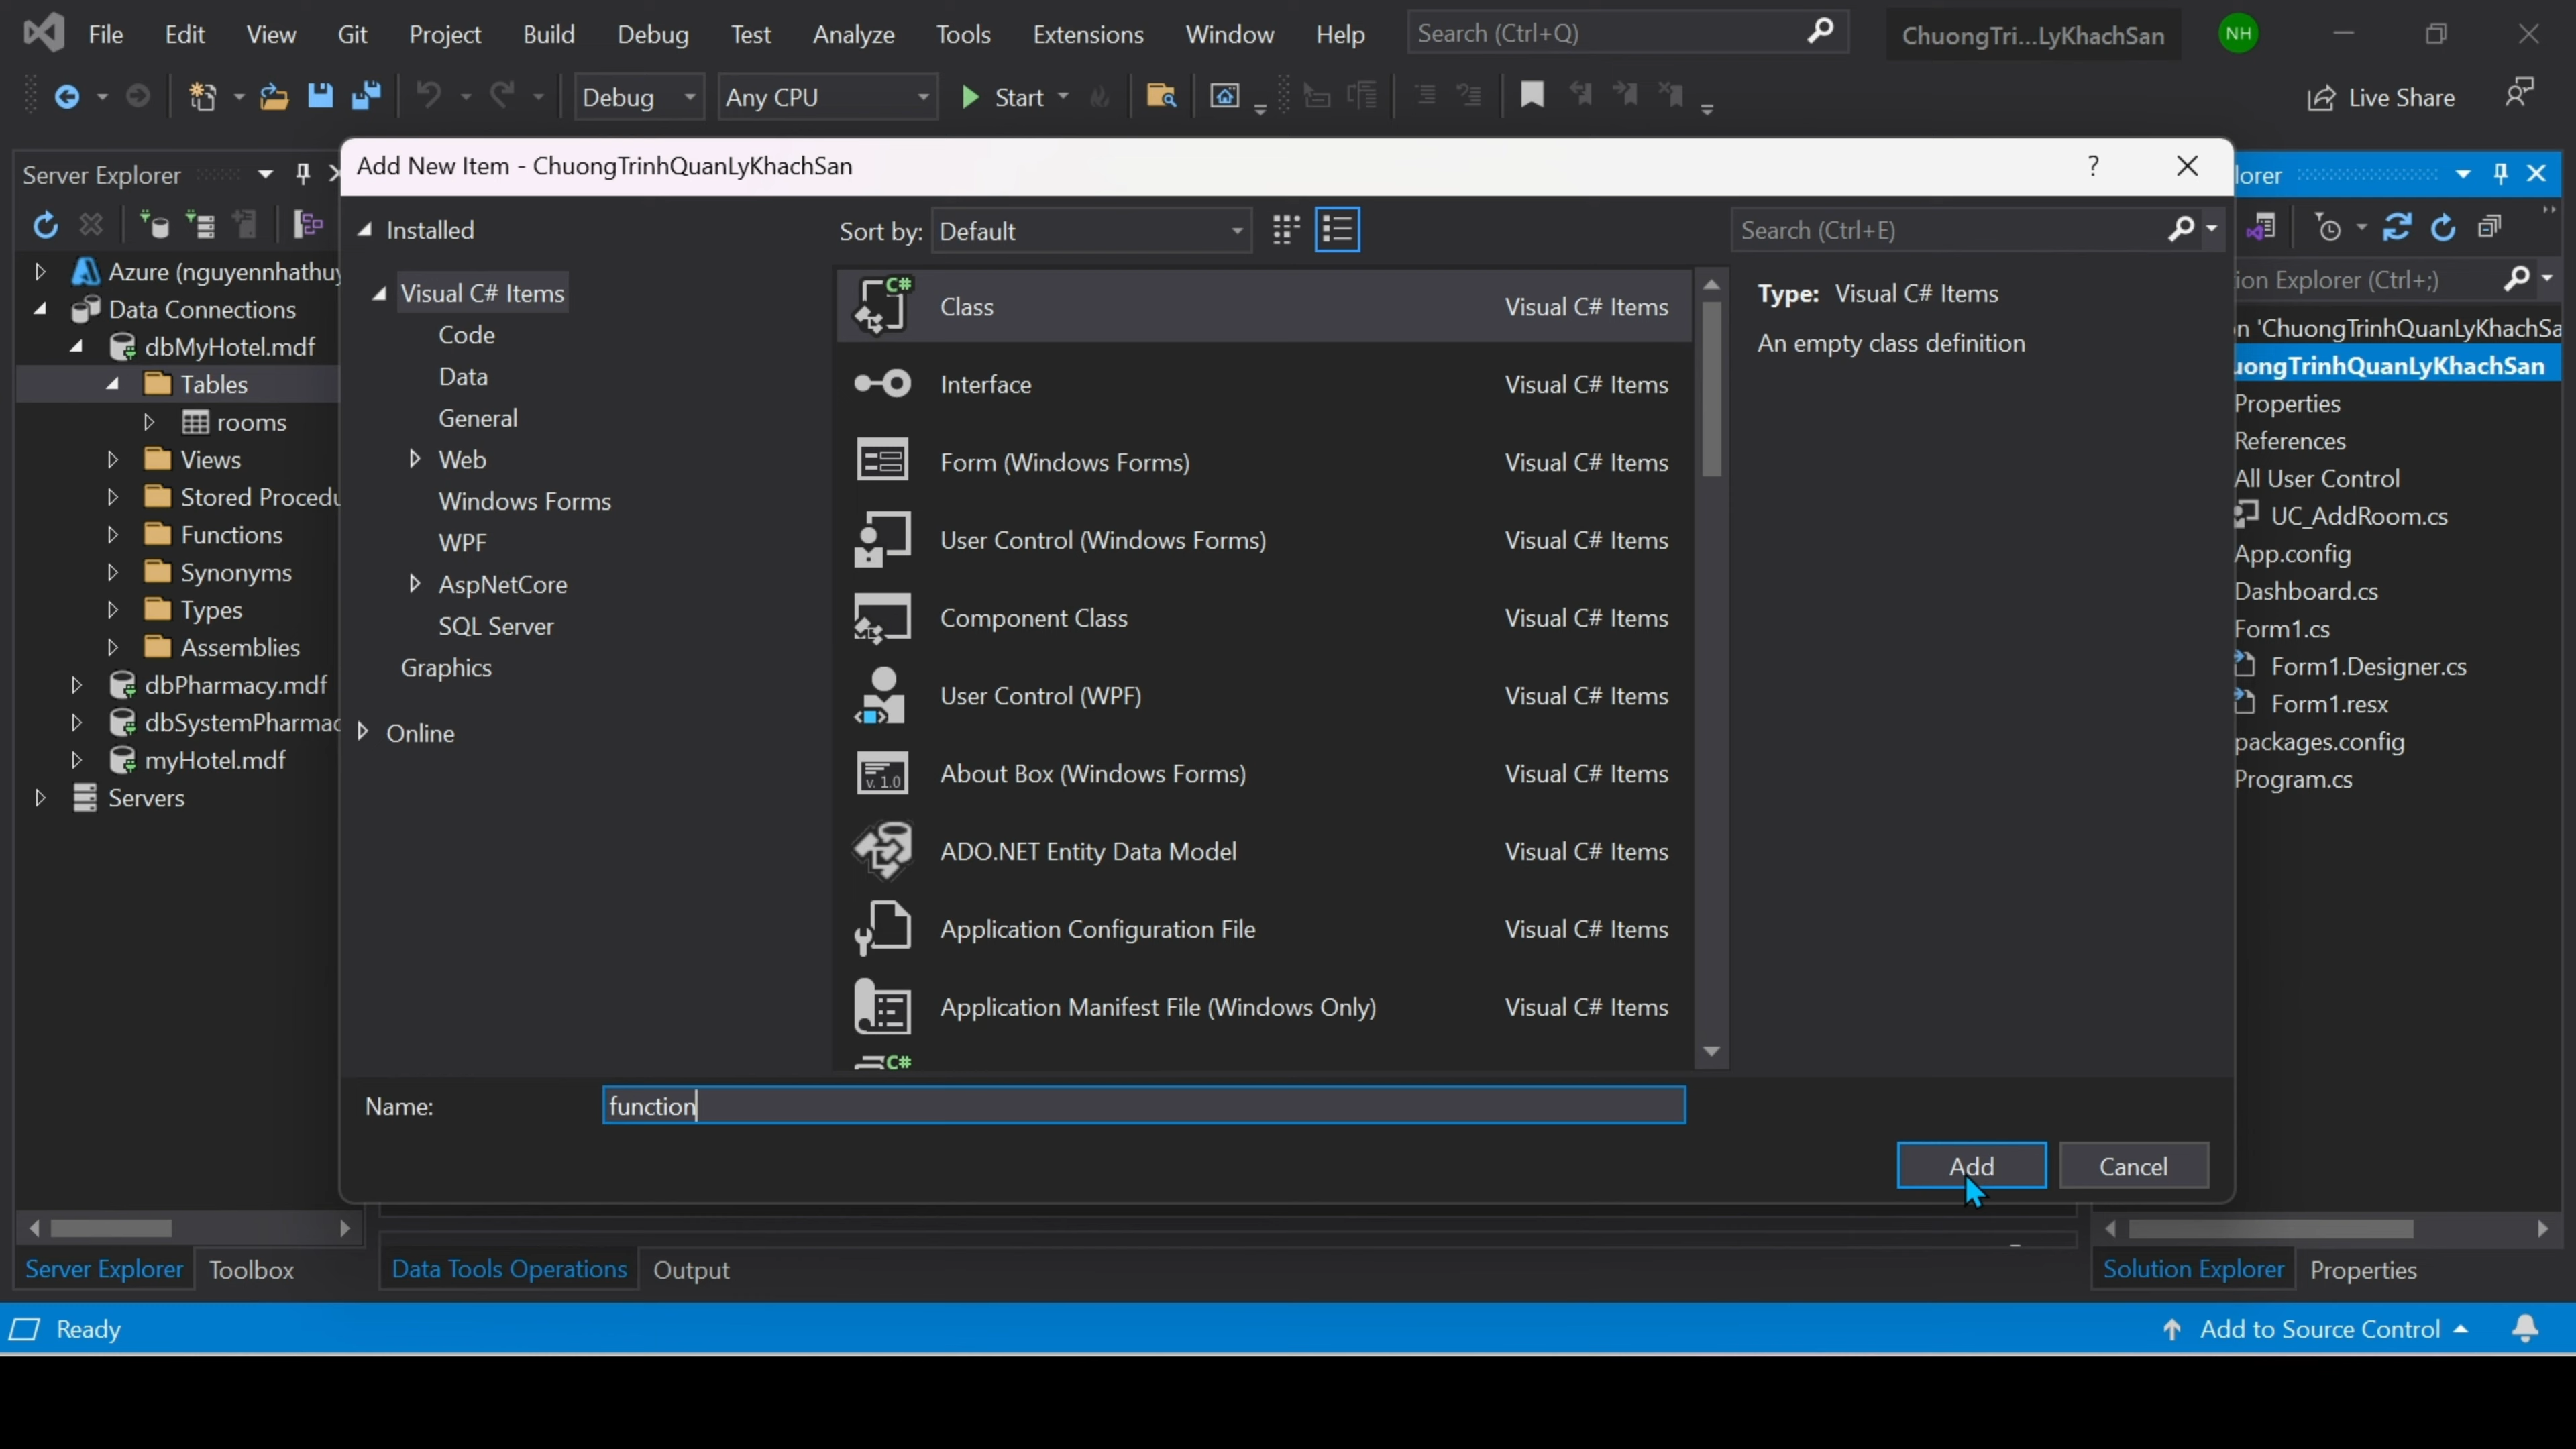 File Edit View Git Project Build Debug Test Analyze Tools Extensions Window Help Search (Ctrl+Q) ChuongTri...LyKhachSan NH
Debug Any CPU Start Live Share
Server Explorer
Azure (nguyennhathuy
Data Connections
dbMyHotel.mdf
Tables
rooms
Views
Stored Procedu
Functions
Synonyms
Types
Assemblies
dbPharmacy.mdf
dbSystemPharmac
myHotel.mdf
Servers
Add New Item - ChuongTrinhQuanLyKhachSan ?
Installed
Visual C# Items
Code
Data
General
Web
Windows Forms
WPF
AspNetCore
SQL Server
Graphics
Online
Sort by: Default
C# Class Visual C# Items
Interface Visual C# Items
Form (Windows Forms) Visual C# Items
User Control (Windows Forms) Visual C# Items
Component Class Visual C# Items
User Control (WPF) Visual C# Items
v. 1.0 About Box (Windows Forms) Visual C# Items
ADO.NET Entity Data Model Visual C# Items
Application Configuration File Visual C# Items
Application Manifest File (Windows Only) Visual C# Items
C#
Search (Ctrl+E)
Type: Visual C# Items
An empty class definition
Name: function
Add Cancel
lorer
ion Explorer (Ctrl+;)
n 'ChuongTrinhQuanLyKhachSa
uongTrinhQuanLyKhachSan
Properties
References
All User Control
UC_AddRoom.cs
App.config
Dashboard.cs
Form1.cs
Form1.Designer.cs
Form1.resx
packages.config
Program.cs
Server Explorer Toolbox Data Tools Operations Output Solution Explorer Properties
Ready Add to Source Control